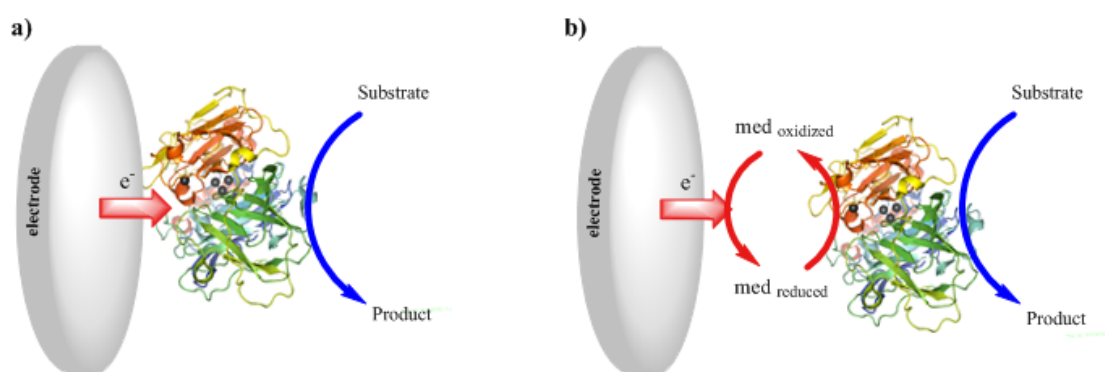 a)
electrode
e-
Substrate
Product
b)
electrode
e-
med oxidized
med reduced
Substrate
Product